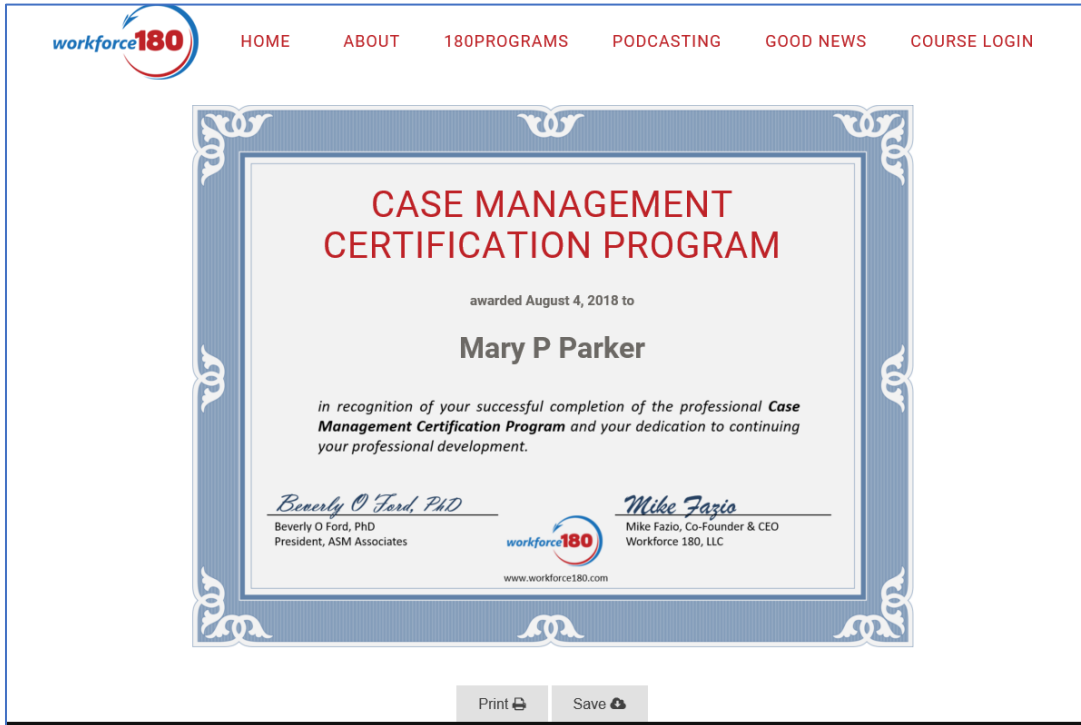 workforce180 HOME ABOUT 180PROGRAMS PODCASTING GOOD NEWS COURSE LOGIN
CASE MANAGEMENT
CERTIFICATION PROGRAM
awarded August 4, 2018 to
Mary P Parker
in recognition of your successful completion of the professional Case
Management Certification Program and your dedication to continuing
your professional development.
Beverly O Ford, PhD
Beverly O Ford, PhD
President, ASM Associates
Mike Fazio
Mike Fazio, Co-Founder & CEO
Workforce 180, LLC
workforce180
www.workforce180.com
Print Save